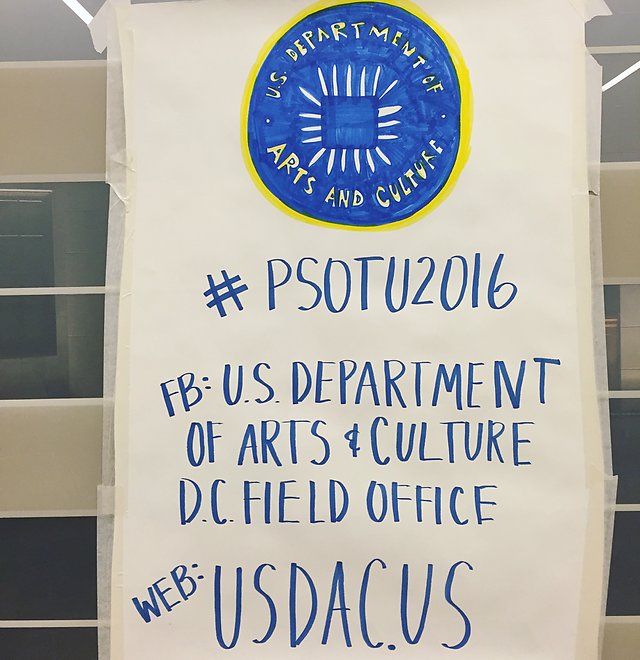 U.S. DEPARTMENT OF
ARTS AND CULTURE
# PSOTU2016
FB: U.S. DEPARTMENT
OF ARTS & CULTURE
D.C. FIELD OFFICE
WEB: USDAC.US